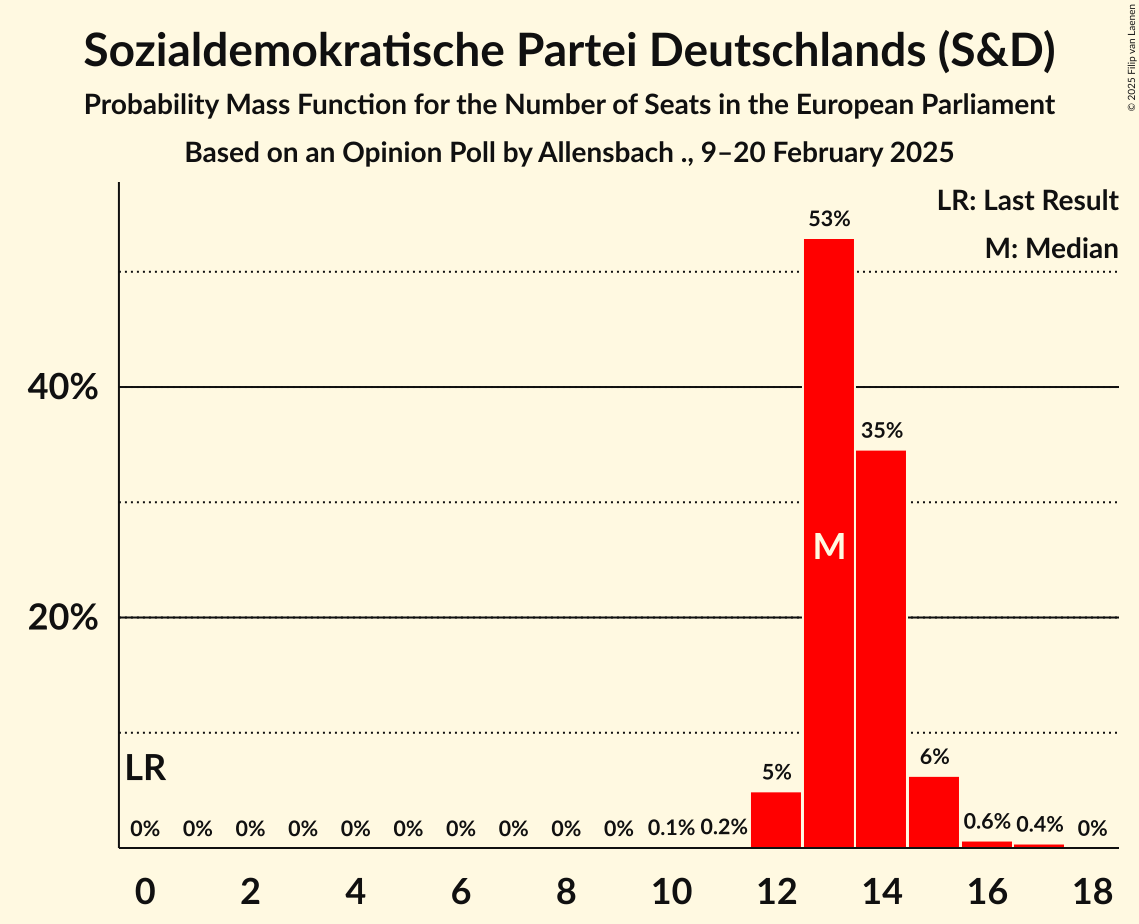 Sozialdemokratische Partei Deutschlands (S&D)
Probability Mass Function for the Number of Seats in the European Parliament
Based on an Opinion Poll by Allensbach ., 9–20 February 2025
© 2025 Filip van Laenen
LR: Last Result
M: Median
53%
40%
35%
M
20%
LR
6%
5%
0% 0% 0% 0% 0% 0% 0% 0% 0% 0% 0.1% 0.2% 0.6% 0.4% 0%
0 2 4 6 8 10 12 14 16 18